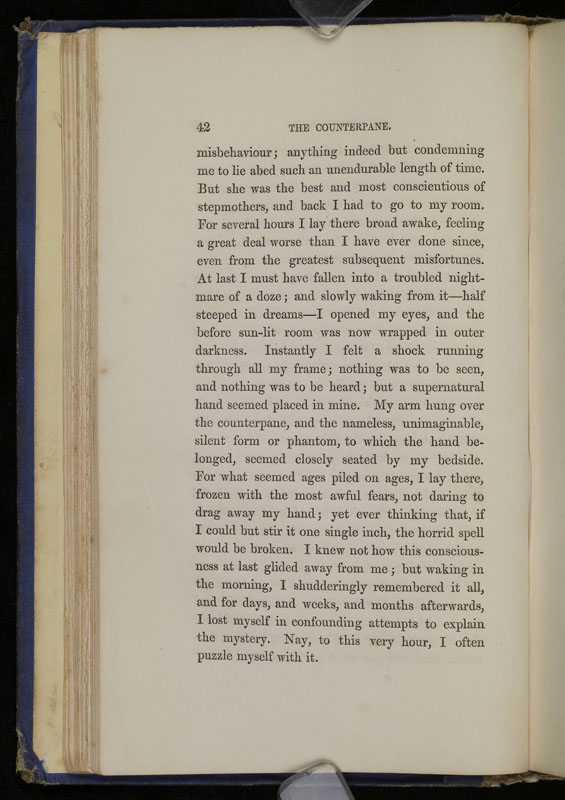 42 THE COUNTERPANE.
misbehaviour; anything indeed but condemning
me to lie abed such an unendurable length of time.
But she was the best and most conscientious of
stepmothers, and back I had to go to my room.
For several hours I lay there broad awake, feeling
a great deal worse than I have ever done since,
even from the greatest subsequent misfortunes.
At last I must have fallen into a troubled night-
mare of a doze; and slowly waking from it—half
steeped in dreams—I opened my eyes, and the
before sun-lit room was now wrapped in outer
darkness. Instantly I felt a shock running
through all my frame; nothing was to be seen,
and nothing was to be heard; but a supernatural
hand seemed placed in mine. My arm hung over
the counterpane, and the nameless, unimaginable,
silent form or phantom, to which the hand be-
longed, seemed closely seated by my bedside.
For what seemed ages piled on ages, I lay there,
frozen with the most awful fears, not daring to
drag away my hand; yet ever thinking that, if
I could but stir it one single inch, the horrid spell
would be broken. I knew not how this conscious-
ness at last glided away from me; but waking in
the morning, I shudderingly remembered it all,
and for days, and weeks, and months afterwards,
I lost myself in confounding attempts to explain
the mystery. Nay, to this very hour, I often
puzzle myself with it.